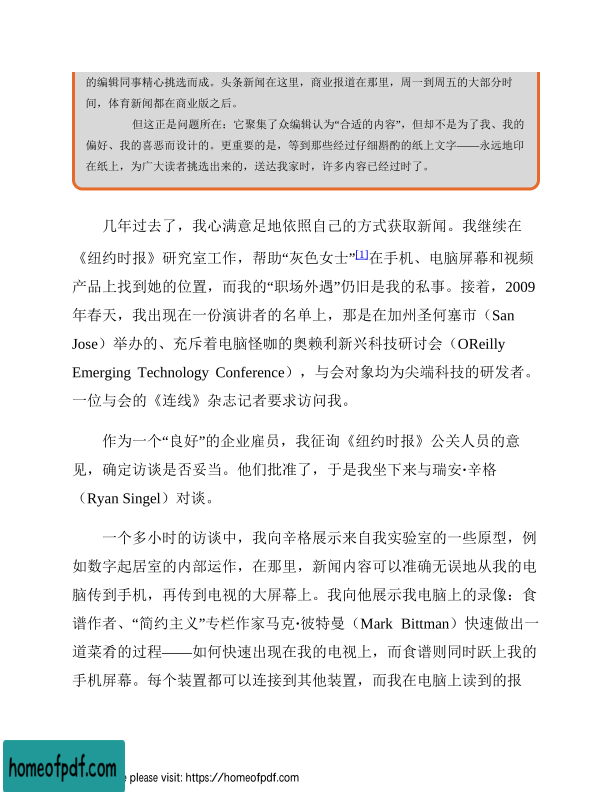 的编辑同事精心挑选而成。头条新闻在这里，商业报道在那里，周一到周五的大部分时
间，体育新闻都在商业版之后。
但这正是问题所在：它聚集了众编辑认为“合适的内容”，但却不是为了我、我的
偏好、我的喜恶而设计的。更重要的是，等到那些经过仔细斟酌的纸上文字——永远地印
在纸上，为广大读者挑选出来的，送达我家时，许多内容已经过时了。
几年过去了，我心满意足地依照自己的方式获取新闻。我继续在
《纽约时报》研究室工作，帮助“灰色女士”[1]在手机、电脑屏幕和视频
产品上找到她的位置，而我的“职场外遇”仍旧是我的私事。接着，2009
年春天，我出现在一份演讲者的名单上，那是在加州圣何塞市（San
Jose）举办的、充斥着电脑怪咖的奥赖利新兴科技研讨会（OReilly
Emerging Technology Conference），与会对象均为尖端科技的研发者。
一位与会的《连线》杂志记者要求访问我。
作为一个“良好”的企业雇员，我征询《纽约时报》公关人员的意
见，确定访谈是否妥当。他们批准了，于是我坐下来与瑞安·辛格
（Ryan Singel）对谈。
一个多小时的访谈中，我向辛格展示来自我实验室的一些原型，例
如数字起居室的内部运作，在那里，新闻内容可以准确无误地从我的电
脑传到手机，再传到电视的大屏幕上。我向他展示我电脑上的录像：食
谱作者、“简约主义”专栏作家马克·彼特曼（Mark Bittman）快速做出一
道菜肴的过程——如何快速出现在我的电视上，而食谱则同时跃上我的
手机屏幕。每个装置都可以连接到其他装置，而我在电脑上读到的报
homeofpdf.com
e please visit: https://homeofpdf.com